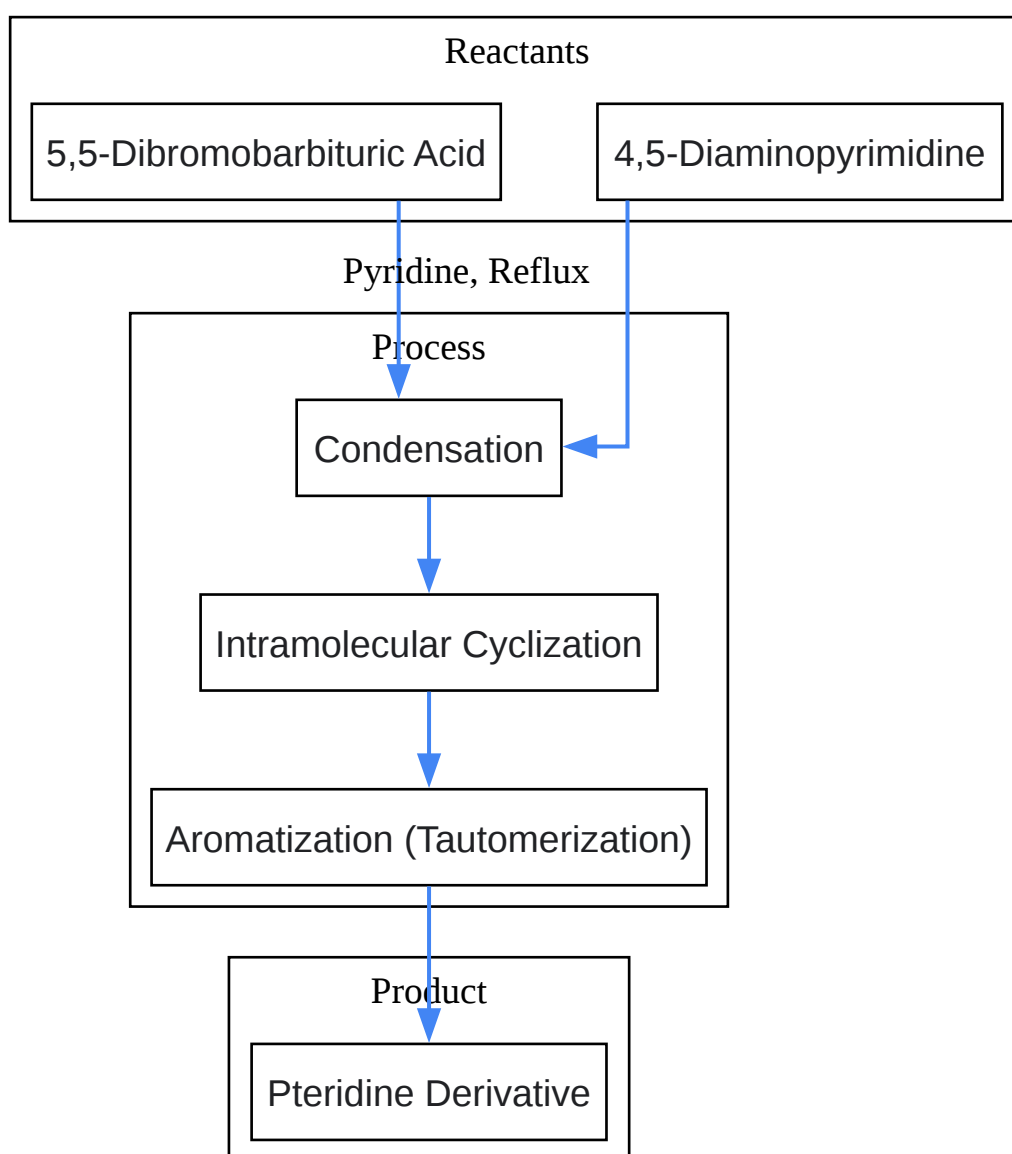 Reactants
5,5-Dibromobarbituric Acid
4,5-Diaminopyrimidine
Pyridine, Reflux
Process
Condensation
Intramolecular Cyclization
Aromatization (Tautomerization)
Product
Pteridine Derivative